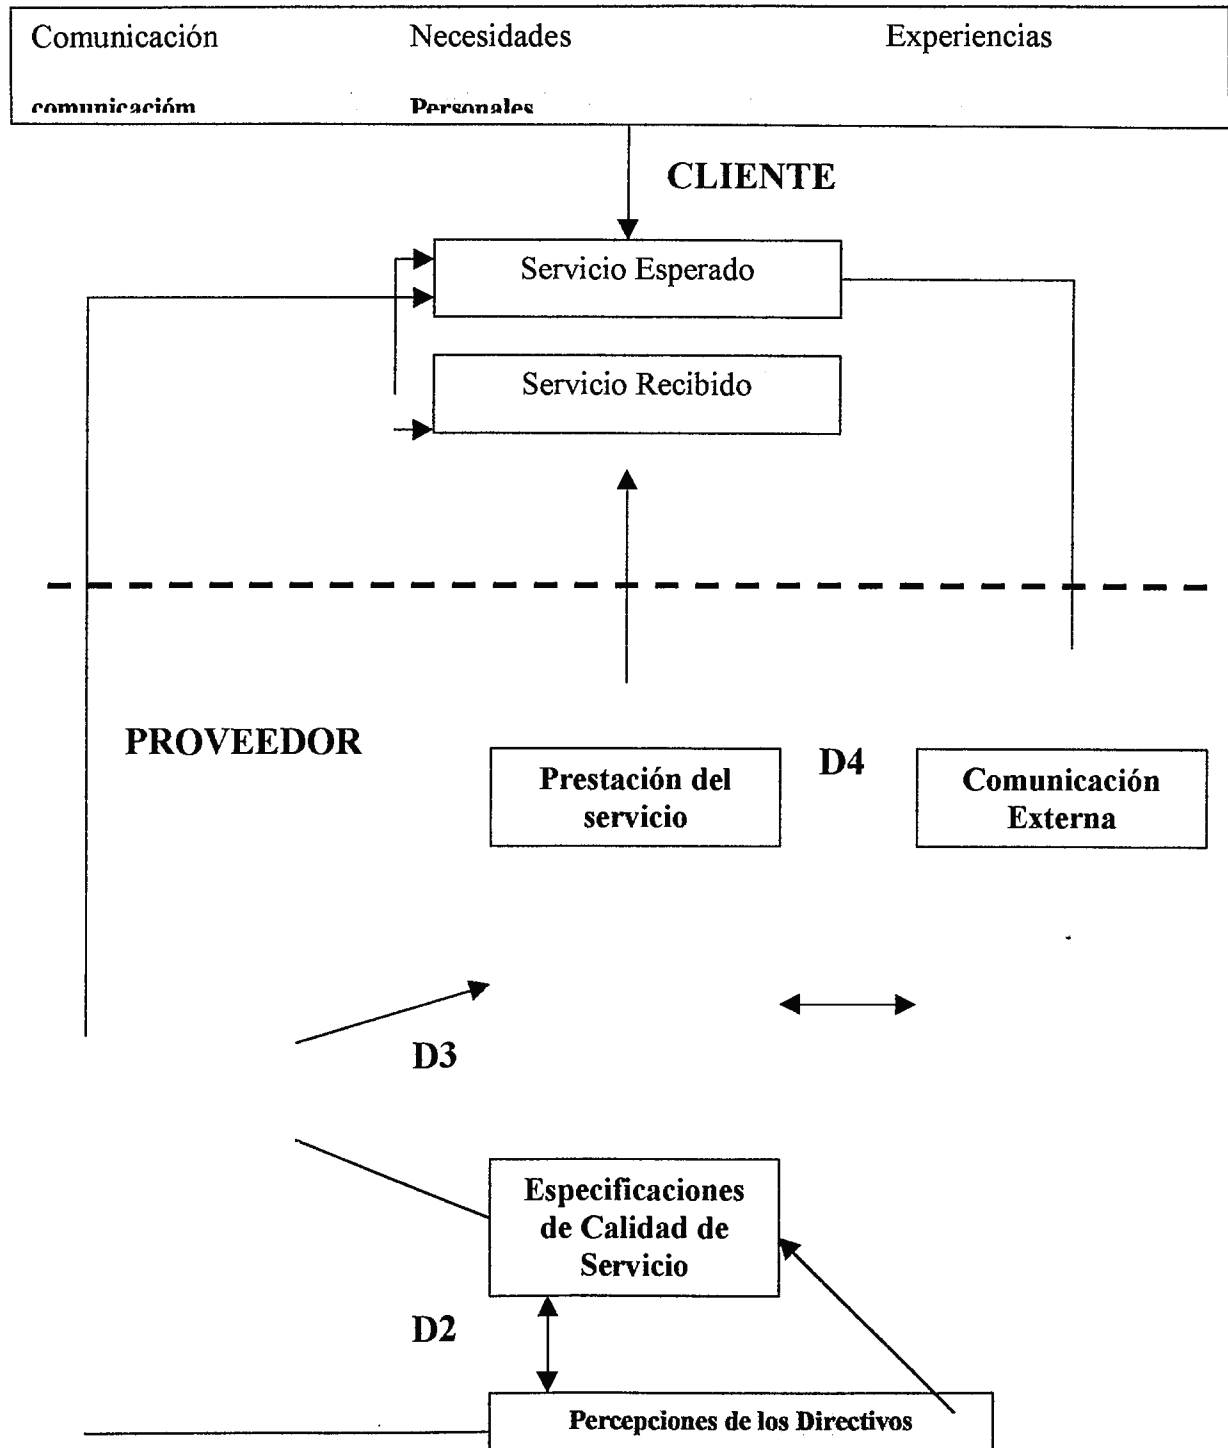 Comunicación Necesidades Experiencias
comunicacióm Personales
CLIENTE
Servicio Esperado
Servicio Recibido
PROVEEDOR
Prestación del
servicio
D4
Comunicación
Externa
D3
Especificaciones
de Calidad de
Servicio
D2
Percepciones de los Directivos